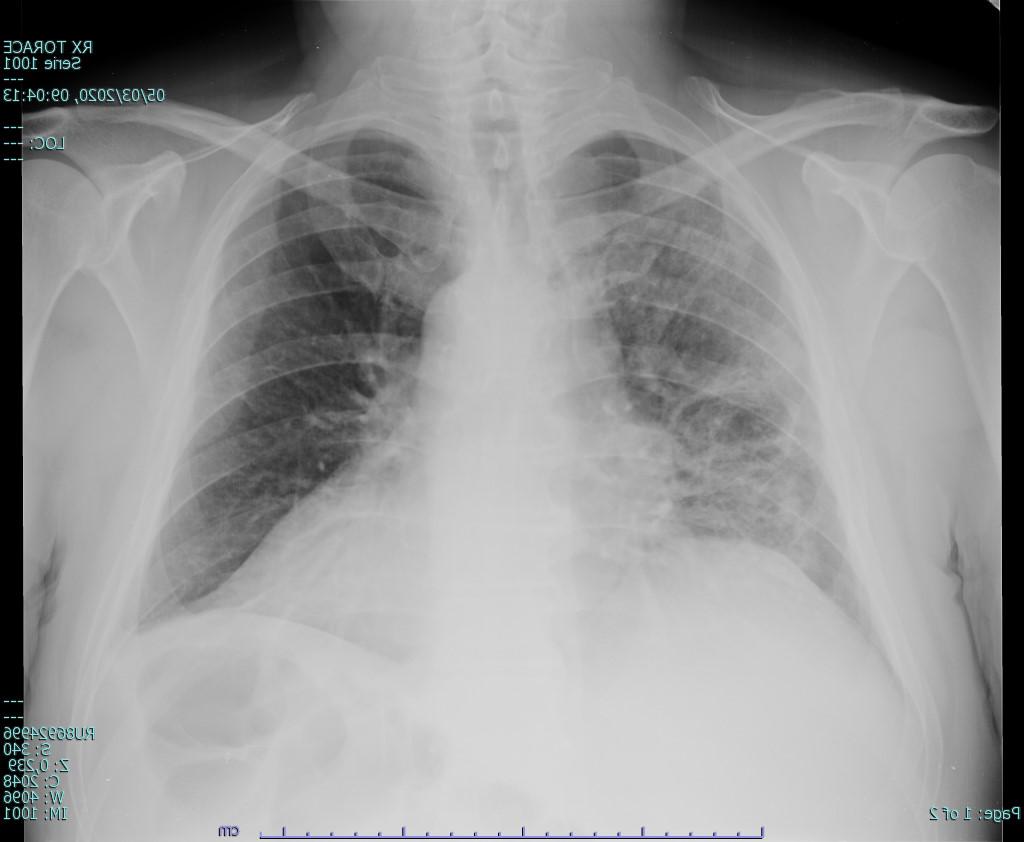 RX TORACE
Serie 1001
---
05/03/2020, 09:04:13
---
LOC: ---
---
---
---
RU86924996
S: 340
Z: 0,239
C: 2048
W: 4096
IM: 1001
cm
Page: 1 of 2